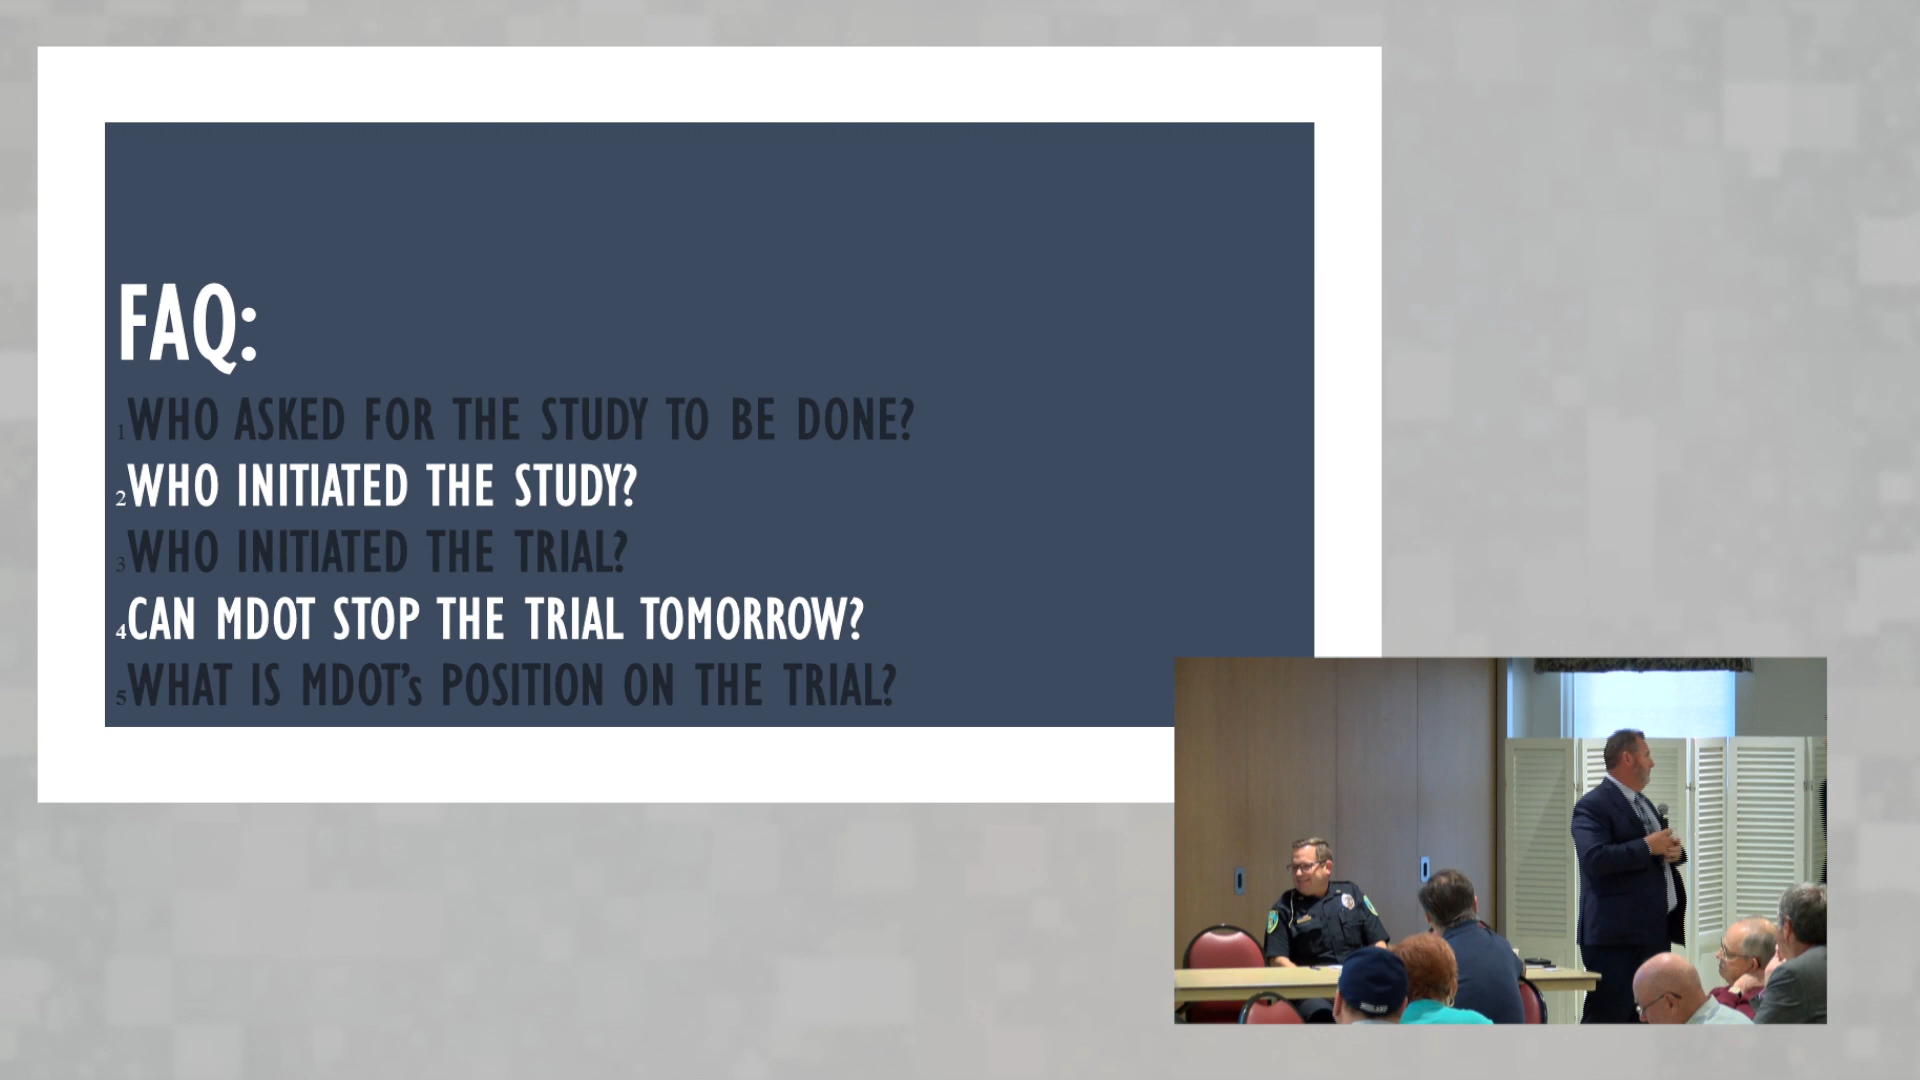 FAQ:
1WHO ASKED FOR THE STUDY TO BE DONE?
2WHO INITIATED THE STUDY?
3WHO INITIATED THE TRIAL?
4CAN MDOT STOP THE TRIAL TOMORROW?
5WHAT IS MDOT's POSITION ON THE TRIAL?